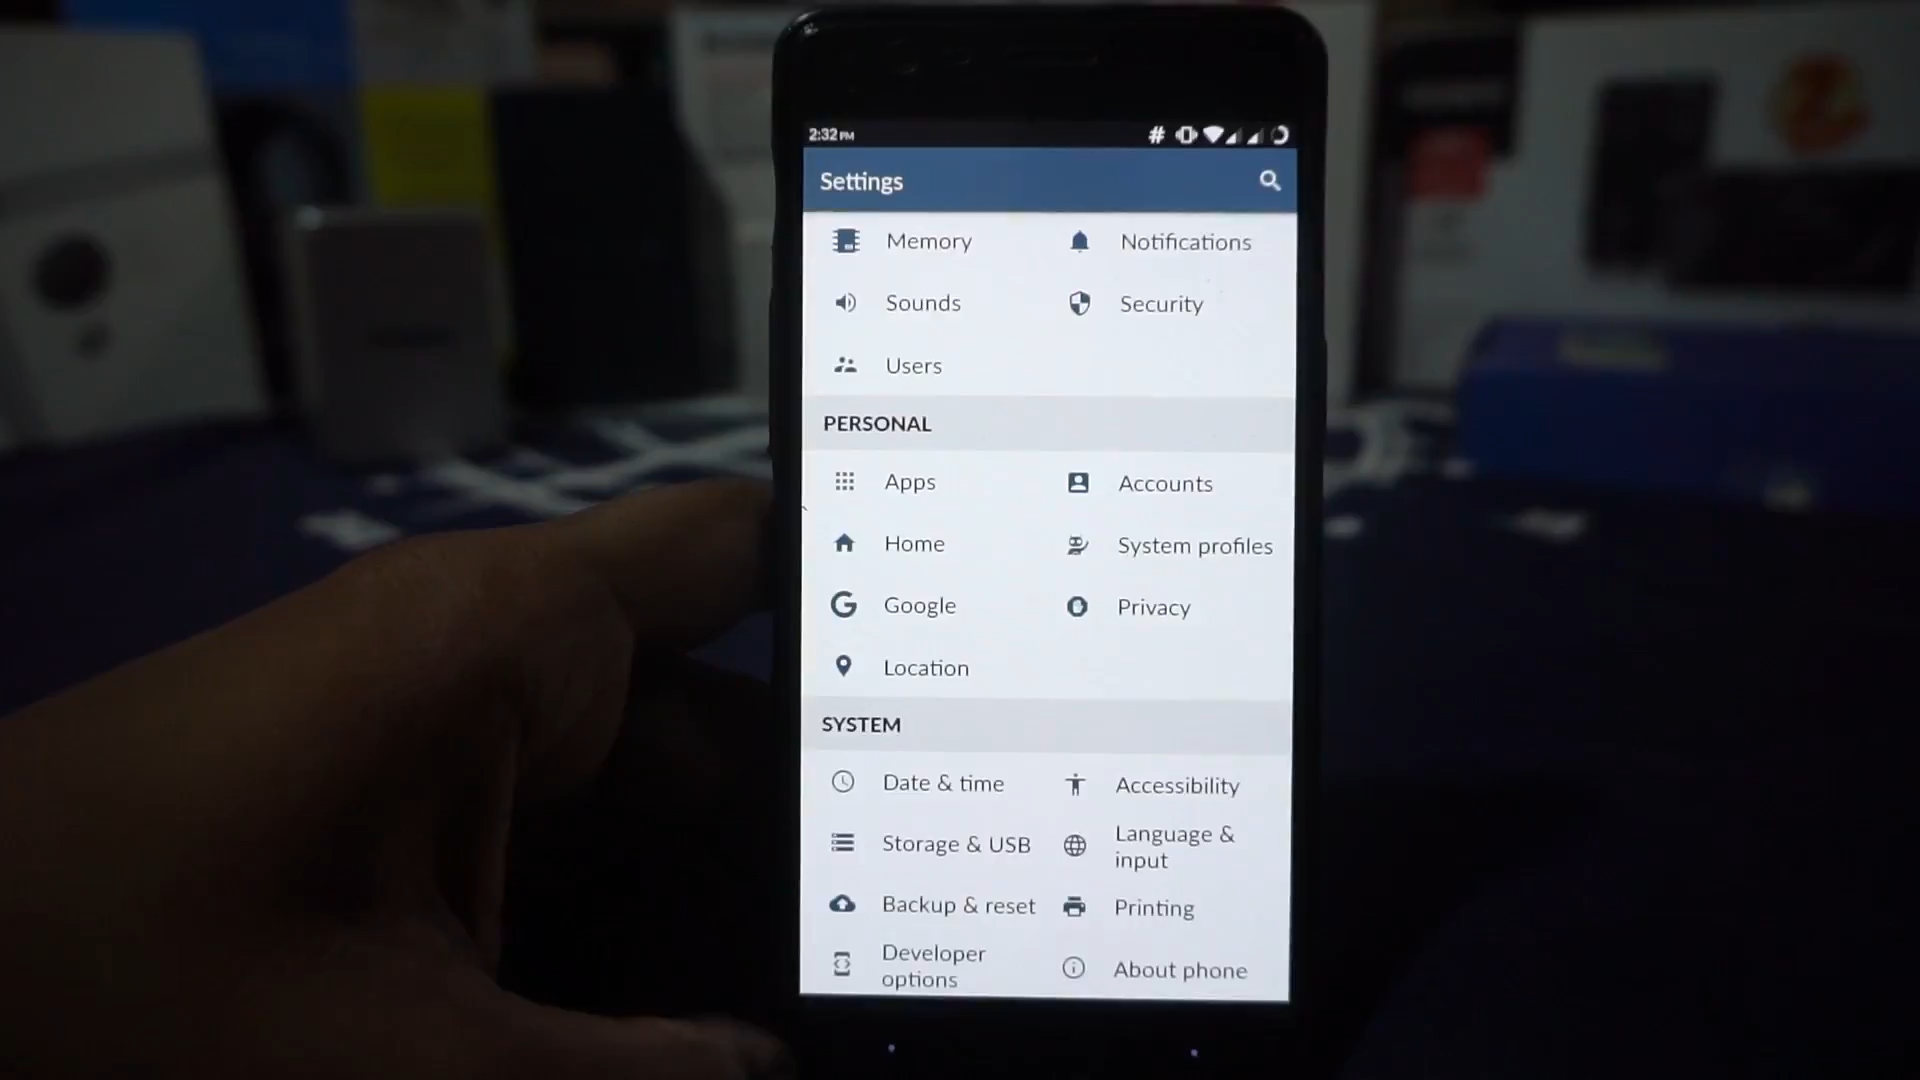 2:32 PM
Settings
Memory
Notifications
Sounds
Security
Users
PERSONAL
Apps
Accounts
Home
System profiles
Google
Privacy
Location
SYSTEM
Date & time
Accessibility
Storage & USB
Language &
input
Backup & reset
Printing
Developer
options
About phone